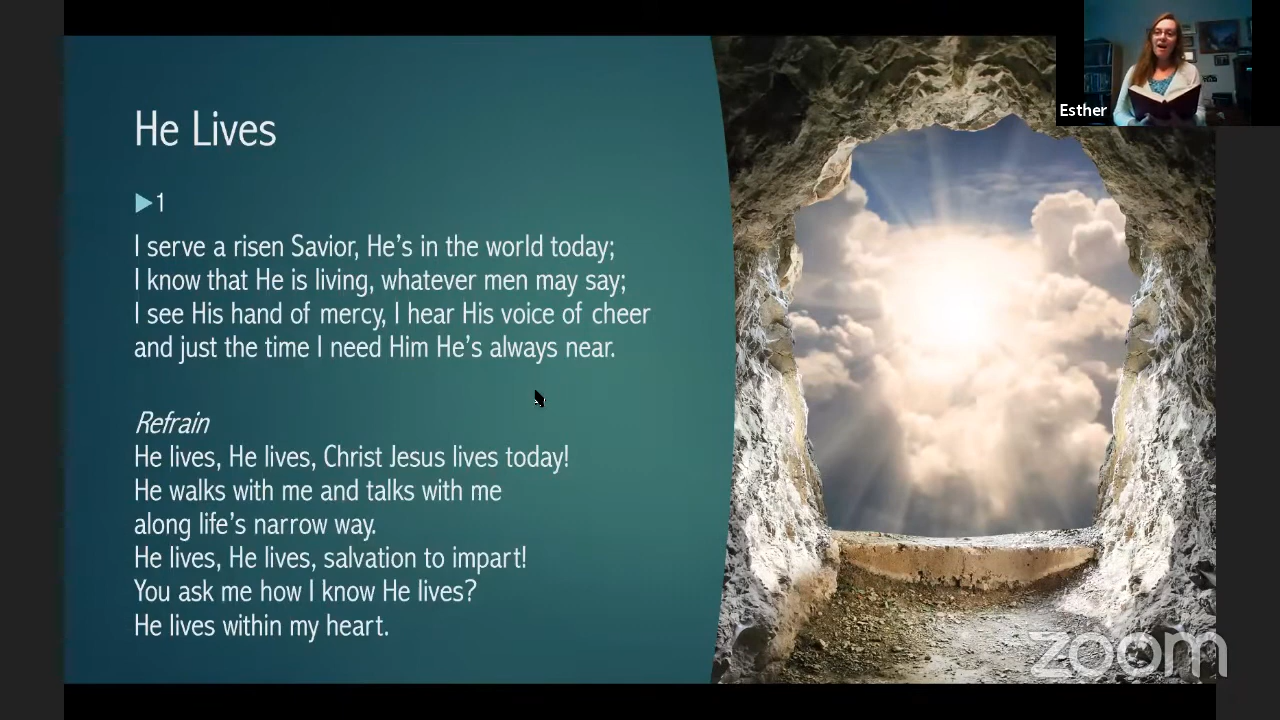 He Lives
1
I serve a risen Savior, He's in the world today;
I know that He is living, whatever men may say;
I see His hand of mercy, I hear His voice of cheer
and just the time I need Him He's always near.
Refrain
He lives, He lives, Christ Jesus lives today!
He walks with me and talks with me
along life's narrow way.
He lives, He lives, salvation to impart!
You ask me how I know He lives?
He lives within my heart.
Esther
zoom